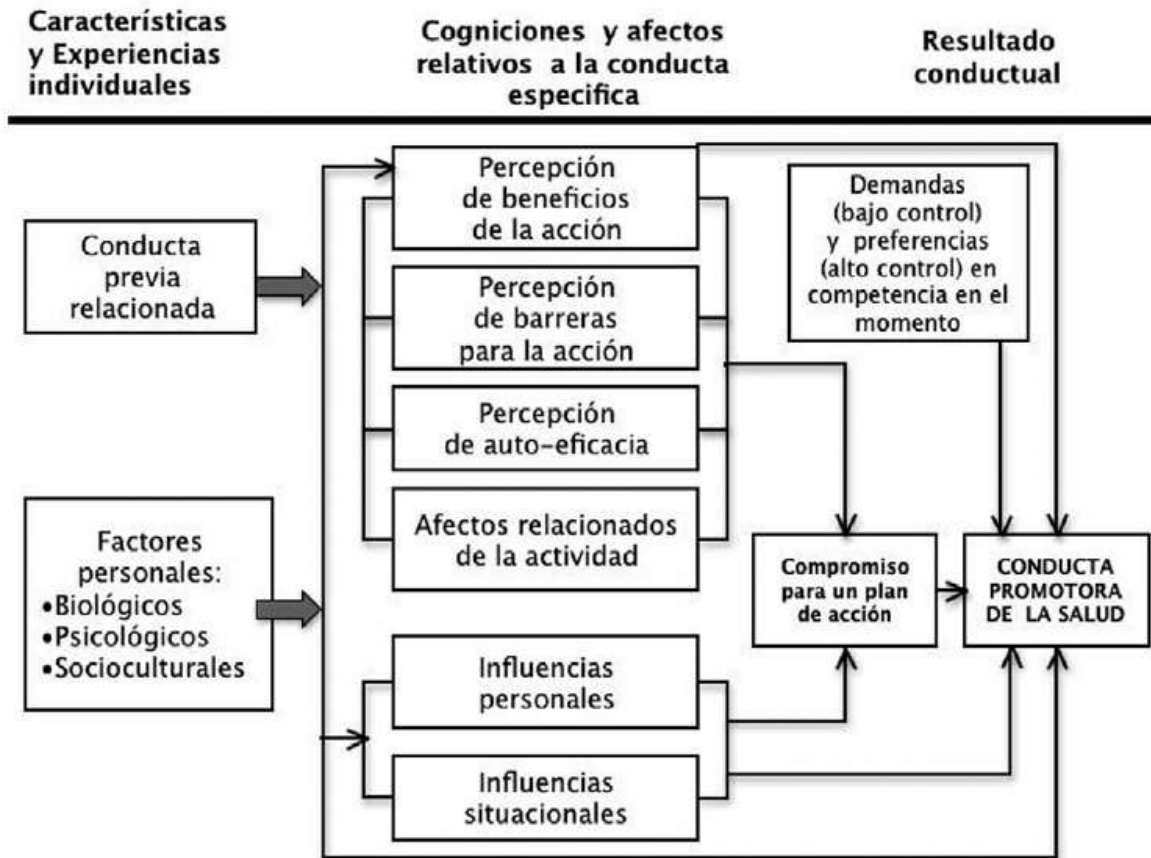 Características
y Experiencias
individuales
Cogniciones y afectos
relativos a la conducta
especifica
Resultado
conductual
Conducta
previa
relacionada
Factores
personales:
•Biológicos
•Psicológicos
•Socioculturales
Percepción
de beneficios
de la acción
Percepción
de barreras
para la acción
Percepción
de auto-eficacia
Afectos relacionados
de la actividad
Influencias
personales
Influencias
situacionales
Demandas
(bajo control)
y preferencias
(alto control) en
competencia en el
momento
Compromiso
para un plan
de acción
CONDUCTA
PROMOTORA
DE LA SALUD